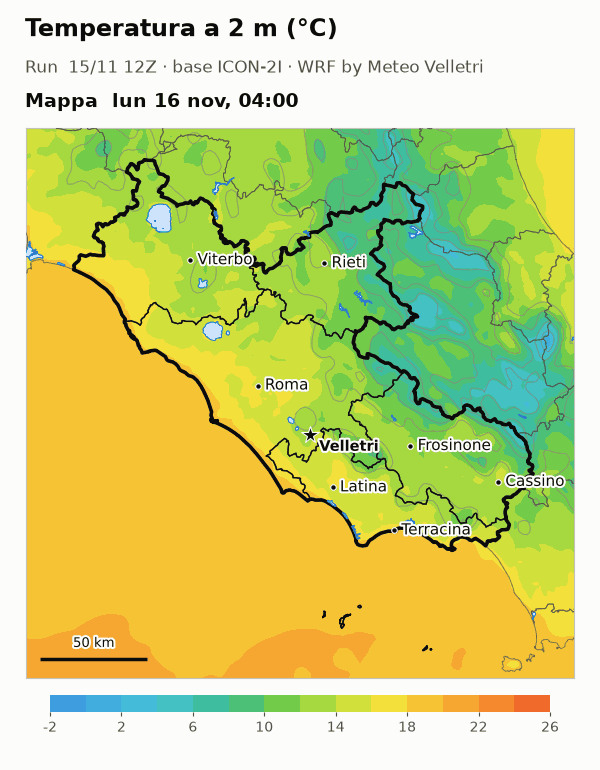 Temperatura a 2 m (°C)
Run  15/11 12Z · base ICON-2I · WRF by Meteo Velletri
Mappa  lun 16 nov, 04:00
Viterbo
Rieti
Roma
Velletri
Frosinone
Cassino
Latina
Terracina
50 km
-2 2 6 10 14 18 22 26